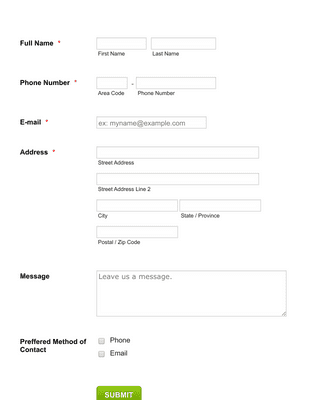 Full Name *
First Name Last Name
Phone Number * -
Area Code Phone Number
E-mail * ex: myname@example.com
Address *
Street Address
Street Address Line 2
City State / Province
Postal / Zip Code
Message Leave us a message.
Preffered Method of Contact
Phone
Email
SUBMIT